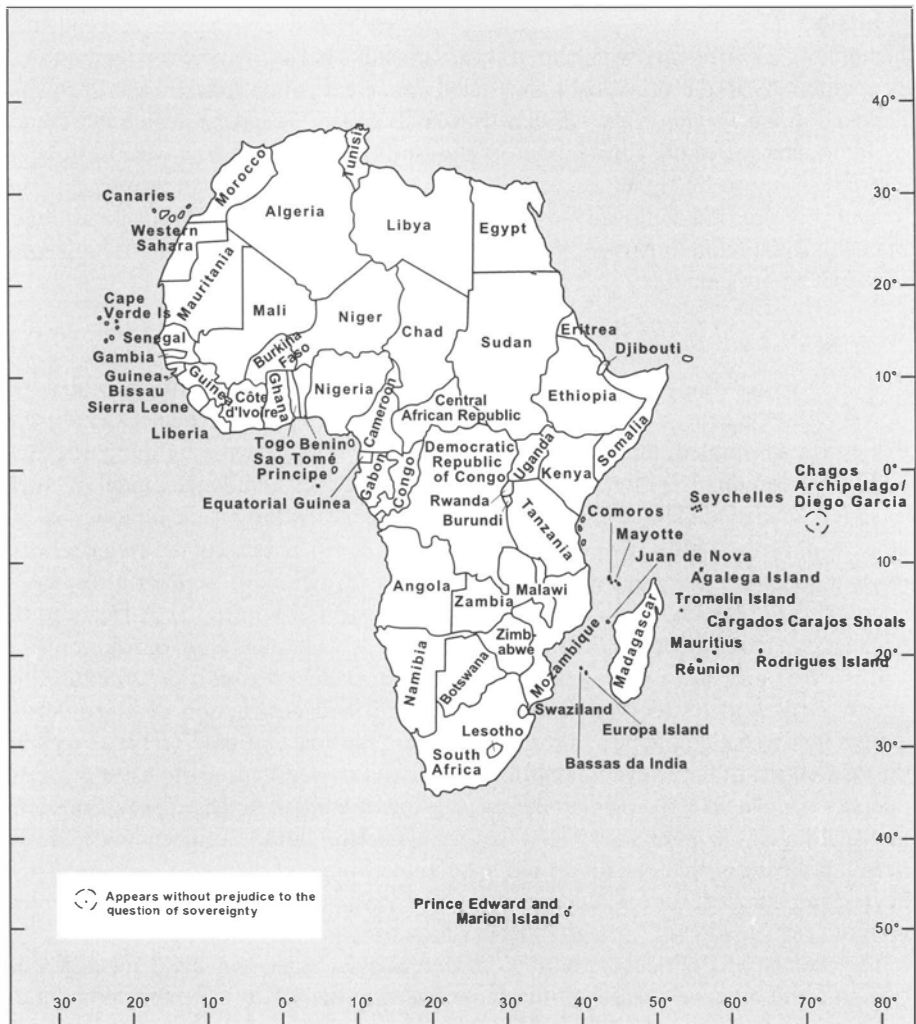 40°
30°
20°
10°
0°
10°
20°
30°
40°
50°
Tunisia
Morocco
Canaries
Algeria
Libya
Egypt
Western
Sahara
Mauritania
Cape
Verde Is
Mali
Niger
Chad
Sudan
Eritrea
Djibouti
Senegal
Gambia
Burkina
Faso
Guinea-
Bissau
Guinea
Sierra Leone
Côte
d'Ivoire
Ghana
Nigeria
Cameroon
Central
African Republic
Ethiopia
Somalia
Liberia
Togo
Benin
Sao Tomé
Principe
Equatorial Guinea
Gabon
Congo
Democratic
Republic
of Congo
Uganda
Kenya
Rwanda
Burundi
Tanzania
Comoros
Mayotte
Juan de Nova
Seychelles
Chagos
Archipelago/
Diego Garcia
Agalega Island
Tromelin Island
Cargados Carajos Shoals
Mauritius
Réunion
Rodrigues Island
Angola
Zambia
Malawi
Zimb
abwe
Mozambique
Madagascar
Namibia
Botswana
Swaziland
Lesotho
South
Africa
Europa Island
Bassas da India
Appears without prejudice to the
question of sovereignty
Prince Edward and
Marion Island
30°
20°
10°
0°
10°
20°
30°
40°
50°
60°
70°
80°